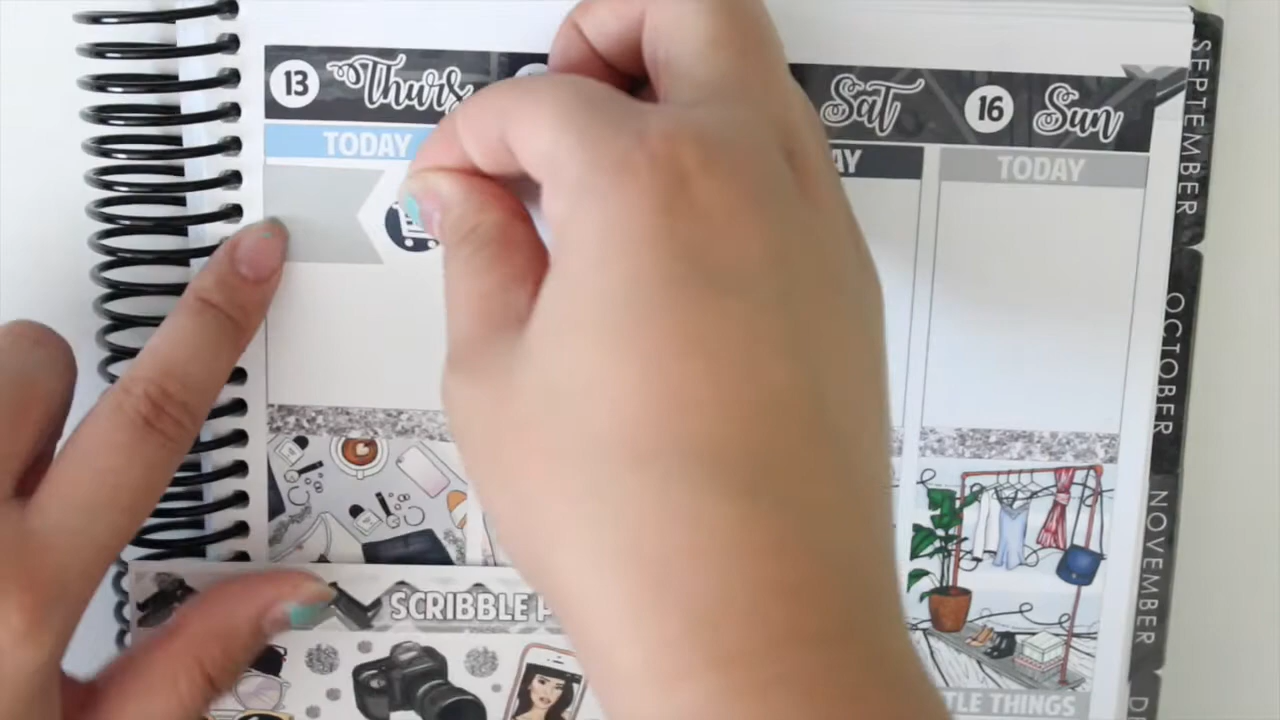 13 Thurs
Sat
16 Sun
TODAY
AY
TODAY
SCRIBBLE P
TLE THINGS
SEPTEMBER
OCTOBER
NOVEMBER
D